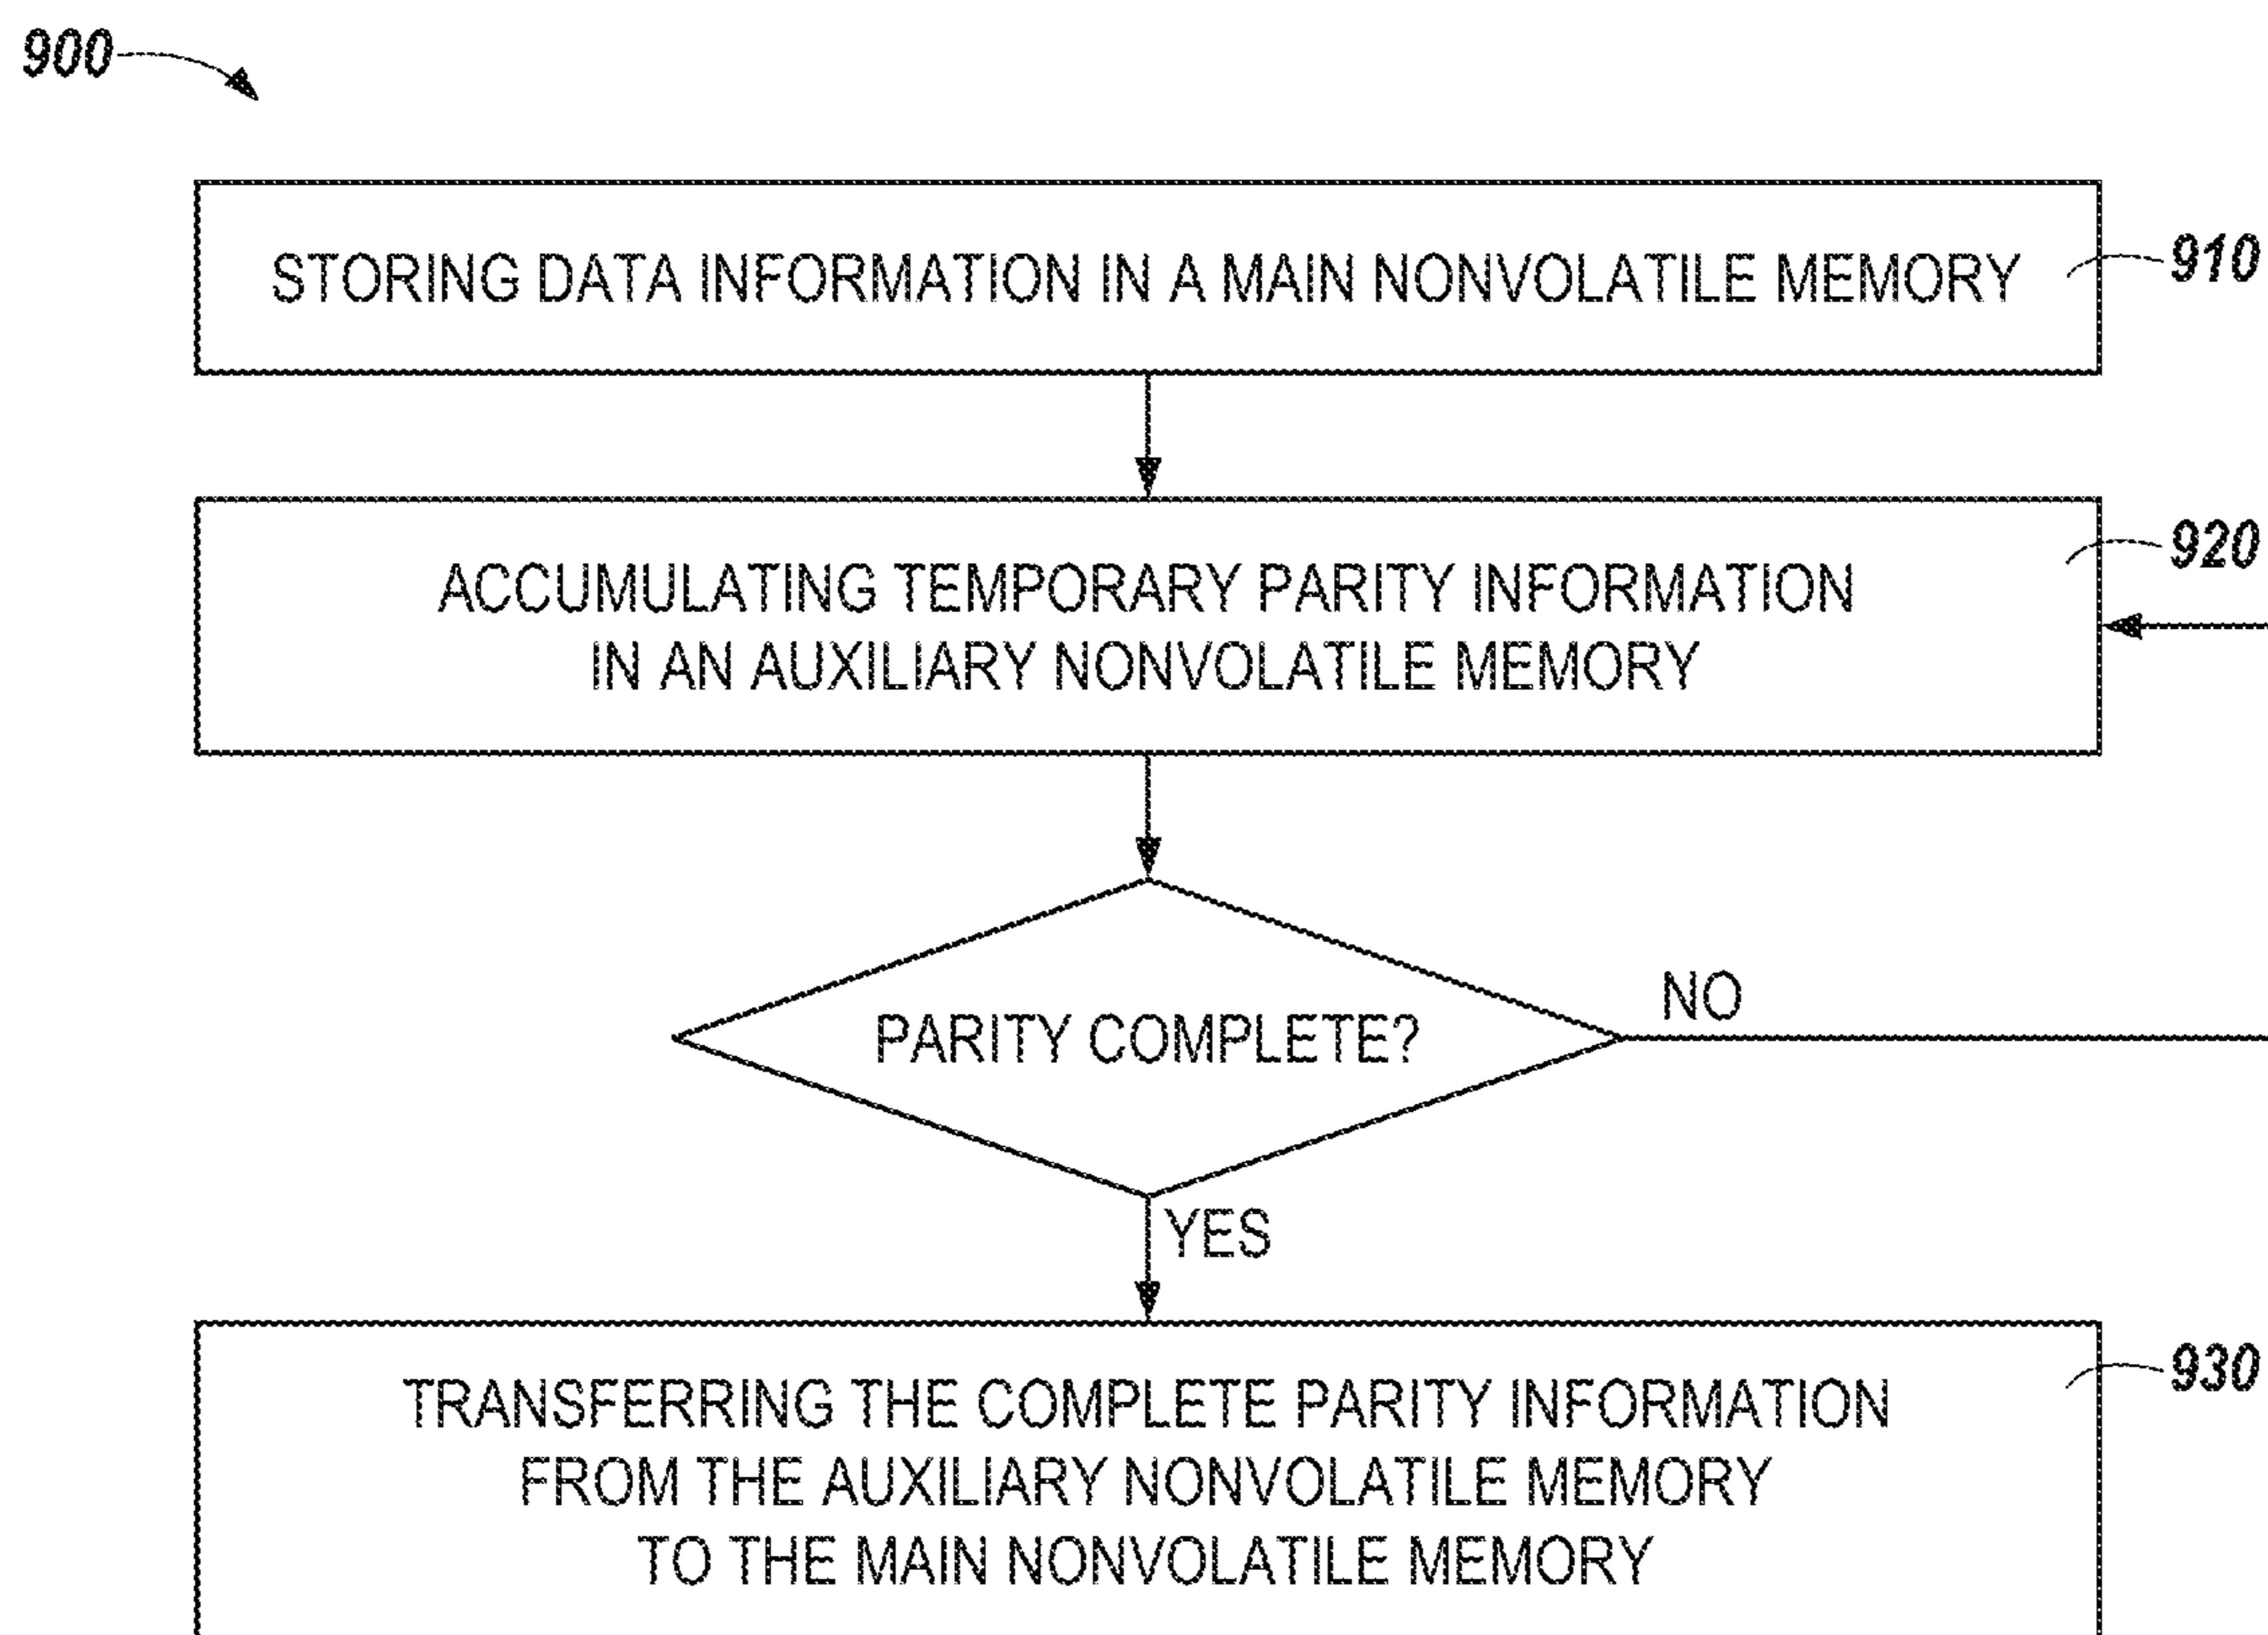 900
STORING DATA INFORMATION IN A MAIN NONVOLATILE MEMORY
910
ACCUMULATING TEMPORARY PARITY INFORMATION
IN AN AUXILIARY NONVOLATILE MEMORY
920
PARITY COMPLETE?
NO
YES
TRANSFERRING THE COMPLETE PARITY INFORMATION
FROM THE AUXILIARY NONVOLATILE MEMORY
TO THE MAIN NONVOLATILE MEMORY
930